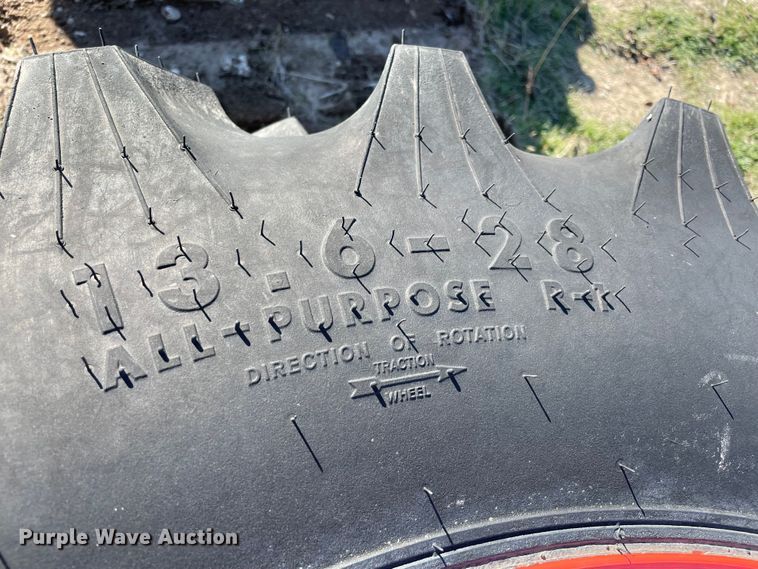 13.6-28
ALL-PURPOSE R-1
DIRECTION OF ROTATION
TRACTION
WHEEL
Purple Wave Auction®